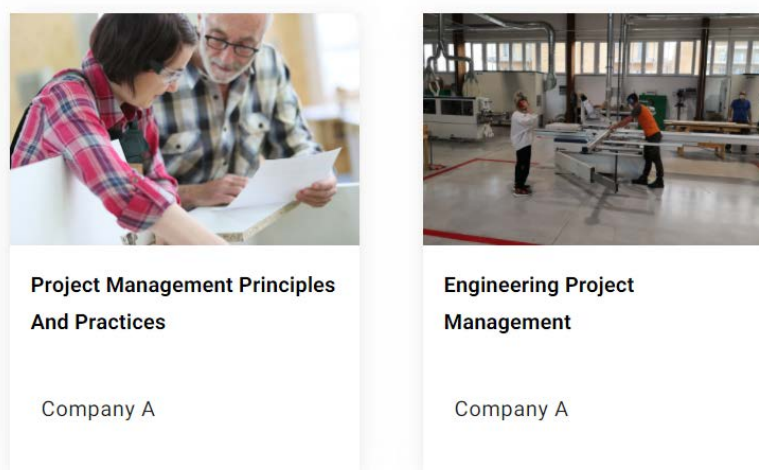 Project Management Principles
And Practices
Company A
Engineering Project
Management
Company A